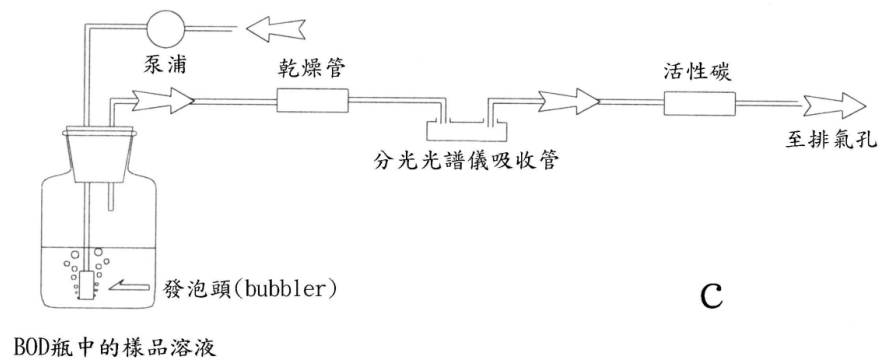 泵浦
乾燥管
活性碳
至排氣孔
分光光譜儀吸收管
發泡頭(bubbler)
C
BOD瓶中的樣品溶液